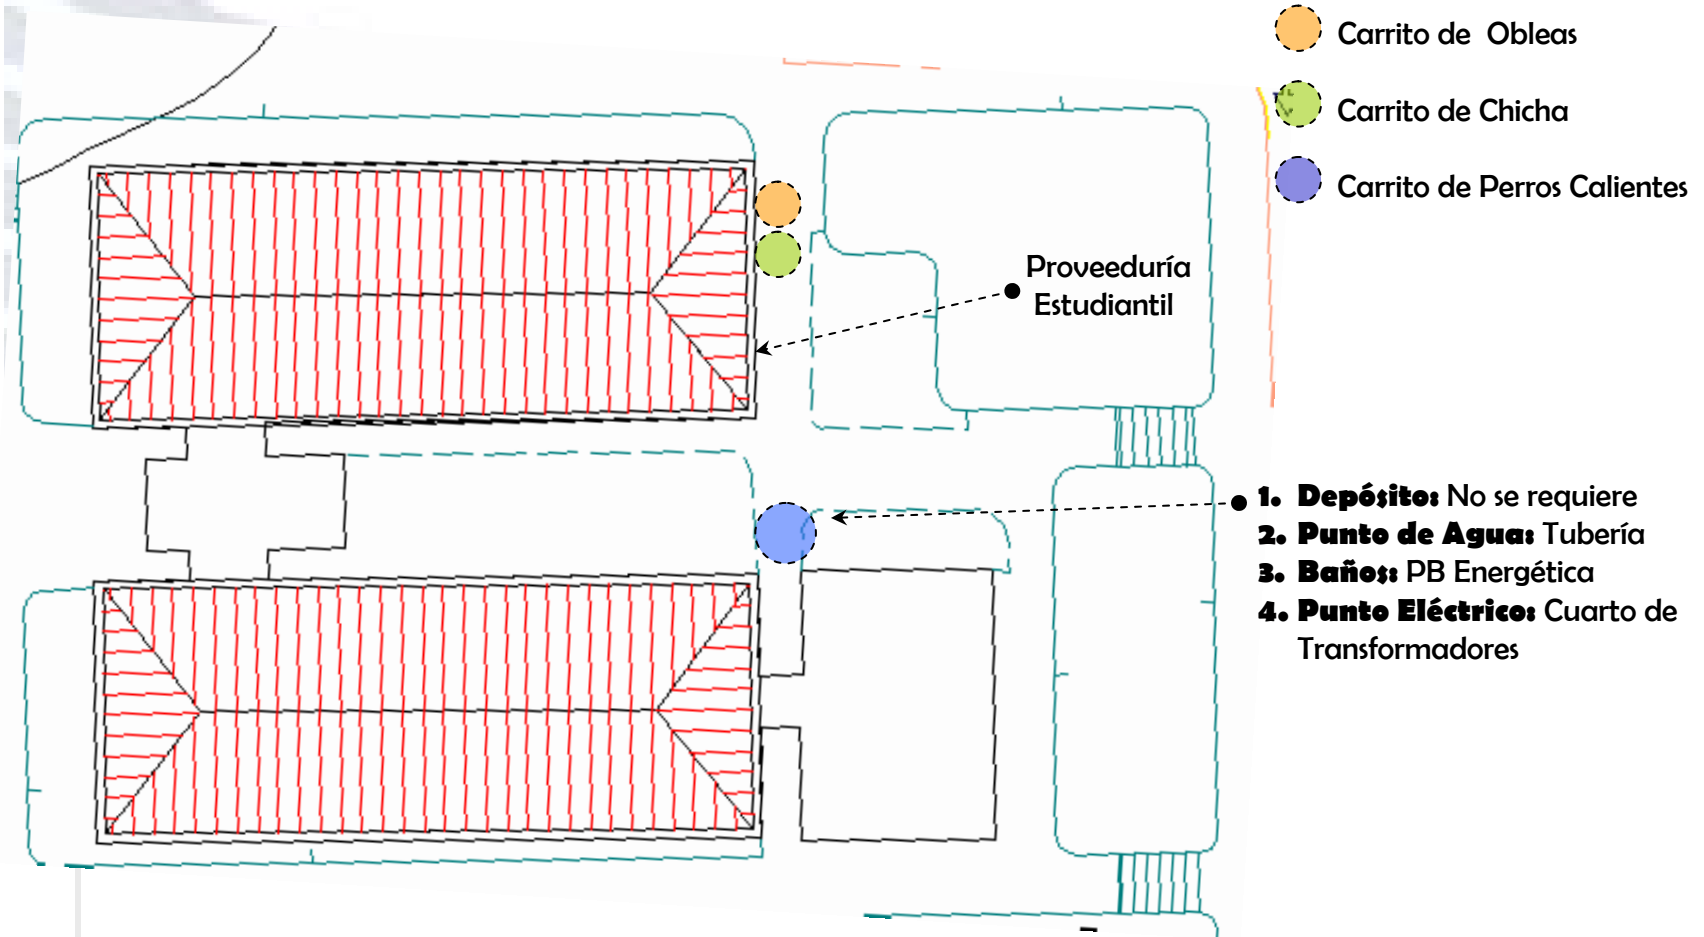 Carrito de Obleas
Carrito de Chicha
Carrito de Perros Calientes
Proveeduría
Estudiantil
1. Depósito: No se requiere
2. Punto de Agua: Tubería
3. Baños: PB Energética
4. Punto Eléctrico: Cuarto de
Transformadores